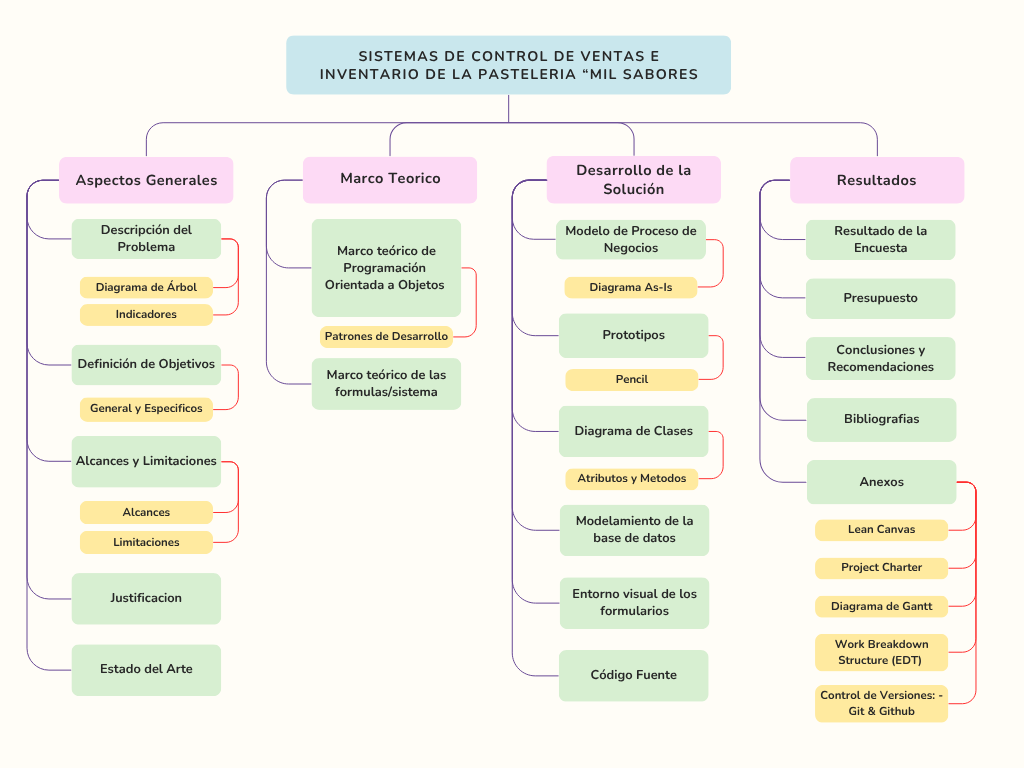 SISTEMAS DE CONTROL DE VENTAS E
INVENTARIO DE LA PASTELERIA “MIL SABORES
Aspectos Generales
Descripción del
Problema
Diagrama de Árbol
Indicadores
Definición de Objetivos
General y Especificos
Alcances y Limitaciones
Alcances
Limitaciones
Justificacion
Estado del Arte
Marco Teorico
Marco teórico de
Programación
Orientada a Objetos
Patrones de Desarrollo
Marco teórico de las
formulas/sistema
Desarrollo de la
Solución
Modelo de Proceso de
Negocios
Diagrama As-Is
Prototipos
Pencil
Diagrama de Clases
Atributos y Metodos
Modelamiento de la
base de datos
Entorno visual de los
formularios
Código Fuente
Resultados
Resultado de la
Encuesta
Presupuesto
Conclusiones y
Recomendaciones
Bibliografias
Anexos
Lean Canvas
Project Charter
Diagrama de Gantt
Work Breakdown
Structure (EDT)
Control de Versiones: -
Git & Github